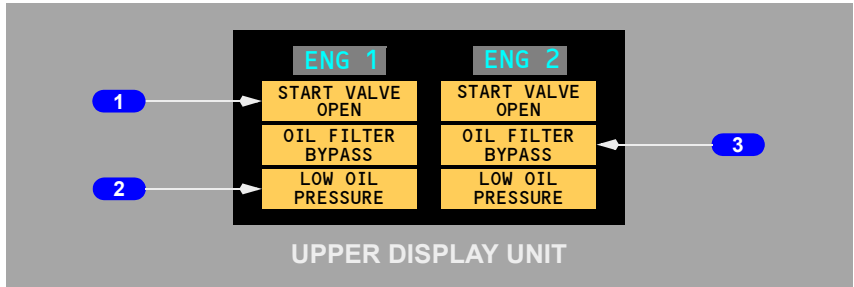 ENG 1 ENG 2
1 START VALVE START VALVE
OPEN OPEN
OIL FILTER OIL FILTER 3
BYPASS BYPASS
2 LOW OIL LOW OIL
PRESSURE PRESSURE
UPPER DISPLAY UNIT